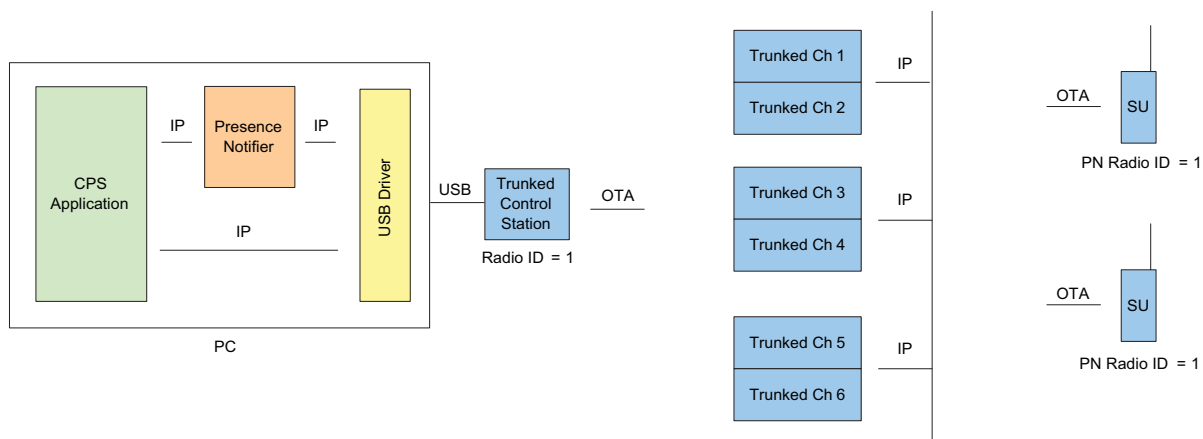 CPS
Application
IP
Presence
Notifier
IP
IP
USB Driver
PC
USB
Trunked
Control
Station
Radio ID = 1
OTA
Trunked Ch 1
Trunked Ch 2
IP
Trunked Ch 3
Trunked Ch 4
IP
Trunked Ch 5
Trunked Ch 6
IP
OTA
SU
PN Radio ID = 1
OTA
SU
PN Radio ID = 1